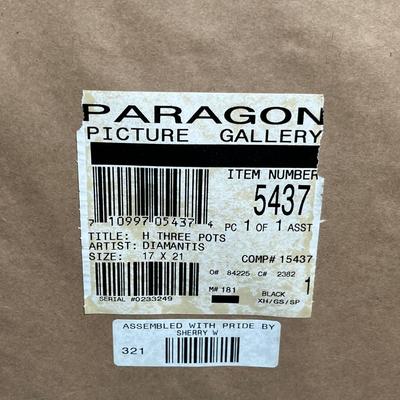 PARAGON
PICTURE GALLERY
ITEM NUMBER
5437
7 10997 05437 4
PC 1 OF 1 ASST
TITLE: H THREE POTS
ARTIST: DIAMANTIS
SIZE: 17 X 21
COMP# 15437
O# 84225 C# 2382
1
M# 181 BLACK
SERIAL #0233249
XH/GS/SP
ASSEMBLED WITH PRIDE BY
SHERRY W
321